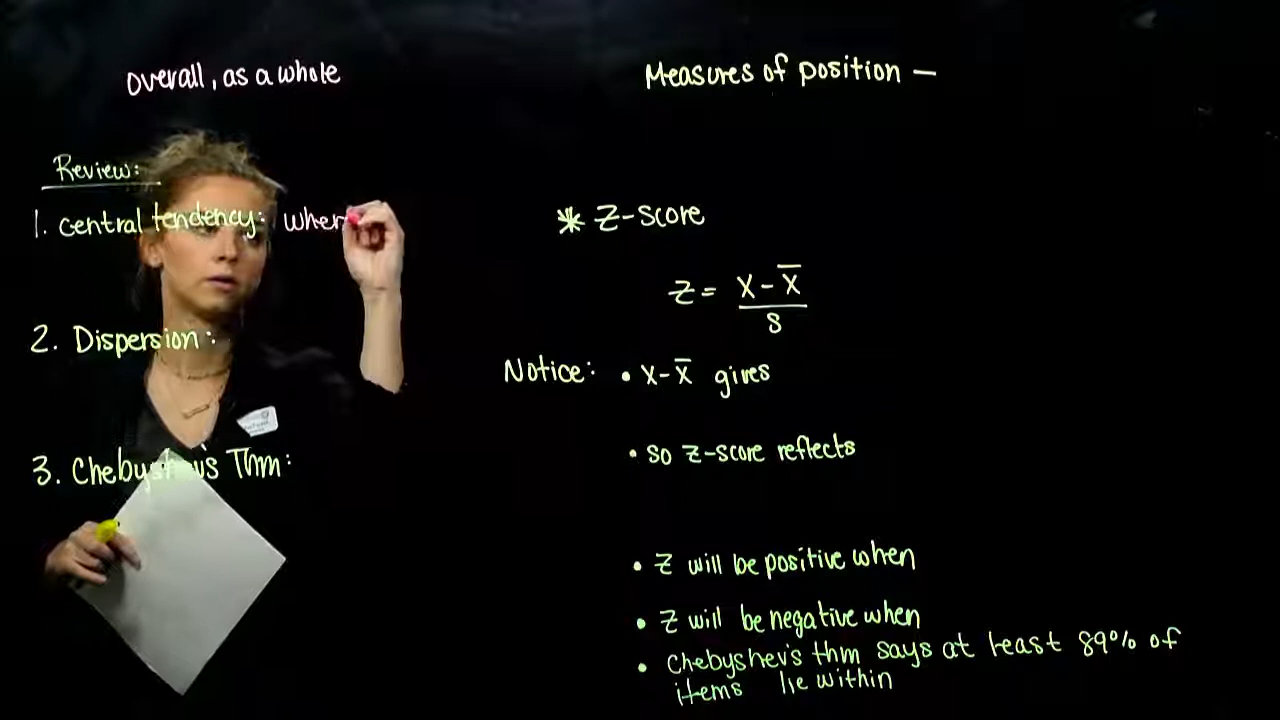 Overall, as a whole
Review:
1. Central tendency: wher
2. Dispersion:
3. Chebyshev's Thm:
Measures of position —
* Z-score
z = x - x̄ / s
Notice: • x - x̄ gives
• so z-score reflects
• z will be positive when
• z will be negative when
• Chebyshev's thm says at least 89% of
items lie within